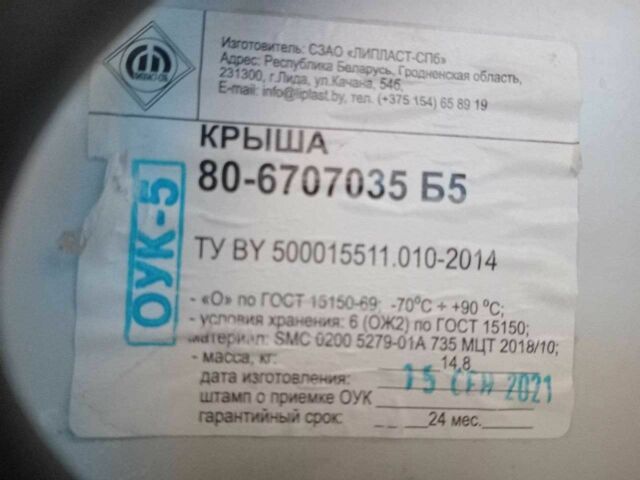 Изготовитель: СЗАО «ЛИПЛАСТ-СПб»
Адрес: Республика Беларусь, Гродненская область,
231300, г.Лида, ул.Качана, 54б,
E-mail: info@liplast.by, тел. (+375 154) 65 89 19
КРЫША
80-6707035 Б5
ОУК-5
ТУ BY 500015511.010-2014
- «О» по ГОСТ 15150-69; -70°С ÷ +90 °С;
- условия хранения: 6 (ОЖ2) по ГОСТ 15150;
материал: SMC 0200 5279-01A 735 МЦТ 2018/10;
- масса, кг: 14,8
дата изготовления: 15 СЕН 2021
штамп о приемке ОУК
гарантийный срок: 24 мес.